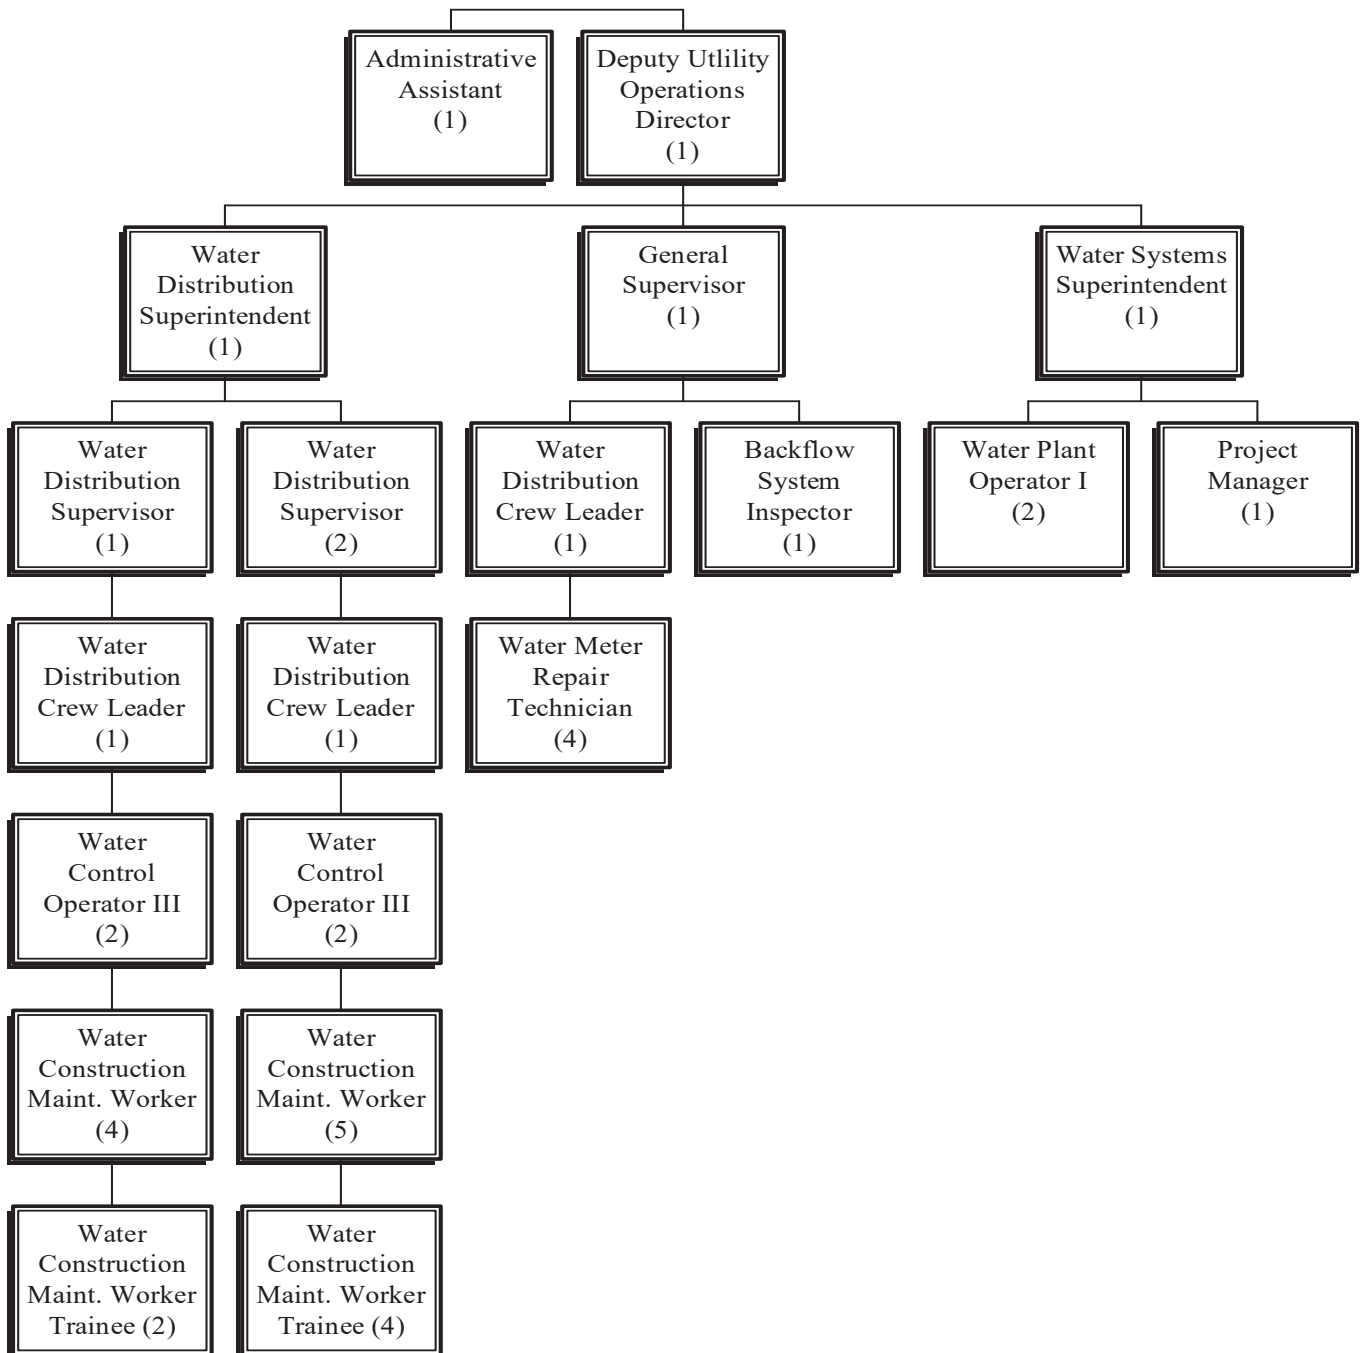 Administrative
Assistant
(1)
Deputy Utlility
Operations
Director
(1)
Water
Distribution
Superintendent
(1)
General
Supervisor
(1)
Water Systems
Superintendent
(1)
Water
Distribution
Supervisor
(1)
Water
Distribution
Supervisor
(2)
Water
Distribution
Crew Leader
(1)
Backflow
System
Inspector
(1)
Water Plant
Operator I
(2)
Project
Manager
(1)
Water
Distribution
Crew Leader
(1)
Water
Distribution
Crew Leader
(1)
Water Meter
Repair
Technician
(4)
Water
Control
Operator III
(2)
Water
Control
Operator III
(2)
Water
Construction
Maint. Worker
(4)
Water
Construction
Maint. Worker
(5)
Water
Construction
Maint. Worker
Trainee (2)
Water
Construction
Maint. Worker
Trainee (4)